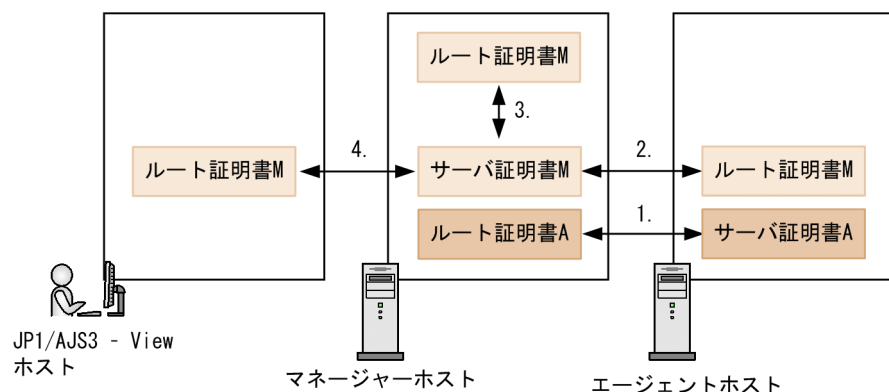 ルート証明書M
3.
ルート証明書M
4.
サーバ証明書M
2.
ルート証明書M
ルート証明書A
1.
サーバ証明書A
JP1/AJS3 - View
ホスト
マネージャーホスト
エージェントホスト